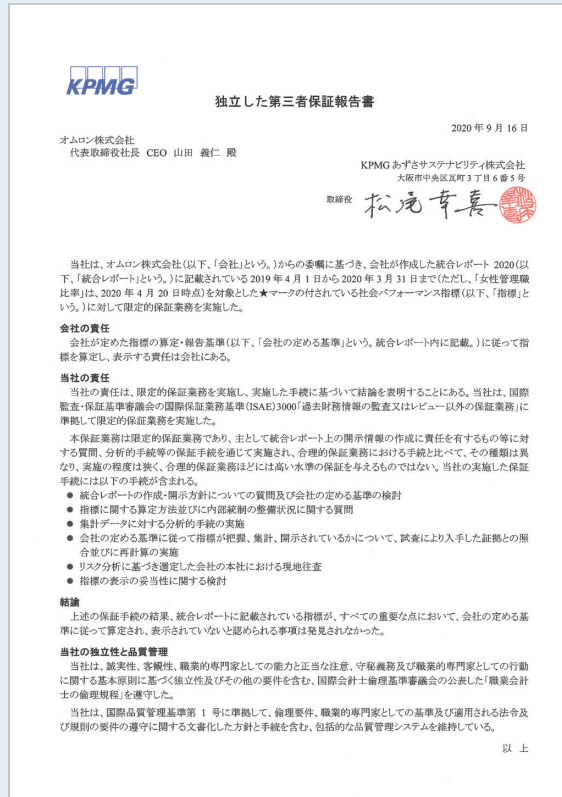 KPMG
独立した第三者保証報告書
2020 年 9 月 16 日
オムロン株式会社
代表取締役社長 CEO 山田 義仁 殿
KPMG あずさサステナビリティ株式会社
大阪市中央区瓦町 3 丁目 6 番 5 号
取締役 松尾幸喜
当社は、オムロン株式会社(以下、「会社」という。)からの委嘱に基づき、会社が作成した統合レポート 2020(以
下、「統合レポート」という。)に記載されている 2019 年 4 月 1 日から 2020 年 3 月 31 日まで(ただし、「女性管理職
比率」は、2020 年 4 月 20 日時点)を対象とした★マークの付されている社会パフォーマンス指標(以下、「指標」と
いう。)に対して限定的保証業務を実施した。
会社の責任
会社が定めた指標の算定・報告基準(以下、「会社の定める基準」という。統合レポート内に記載。)に従って指
標を算定し、表示する責任は会社にある。
当社の責任
当社の責任は、限定的保証業務を実施し、実施した手続に基づいて結論を表明することにある。当社は、国際
監査・保証基準審議会の国際保証業務基準(ISAE)3000「過去財務情報の監査又はレビュー以外の保証業務」に
準拠して限定的保証業務を実施した。
本保証業務は限定的保証業務であり、主として統合レポート上の開示情報の作成に責任を有するもの等に対
する質問、分析的手続等の保証手続を通じて実施され、合理的保証業務における手続と比べて、その種類は異
なり、実施の程度は狭く、合理的保証業務ほどには高い水準の保証を与えるものではない。当社の実施した保証
手続には以下の手続が含まれる。
● 統合レポートの作成・開示方針についての質問及び会社の定める基準の検討
● 指標に関する算定方法並びに内部統制の整備状況に関する質問
● 集計データに対する分析的手続の実施
● 会社の定める基準に従って指標が把握、集計、開示されているかについて、試査により入手した証拠との照
合並びに再計算の実施
● リスク分析に基づき選定した会社の本社における現地往査
● 指標の表示の妥当性に関する検討
結論
上述の保証手続の結果、統合レポートに記載されている指標が、すべての重要な点において、会社の定める基
準に従って算定され、表示されていないと認められる事項は発見されなかった。
当社の独立性と品質管理
当社は、誠実性、客観性、職業的専門家としての能力と正当な注意、守秘義務及び職業的専門家としての行動
に関する基本原則に基づく独立性及びその他の要件を含む、国際会計士倫理基準審議会の公表した「職業会計
士の倫理規程」を遵守した。
当社は、国際品質管理基準第 1 号に準拠して、倫理要件、職業的専門家としての基準及び適用される法令及
び規則の要件の遵守に関する文書化した方針と手続を含む、包括的な品質管理システムを維持している。
以 上